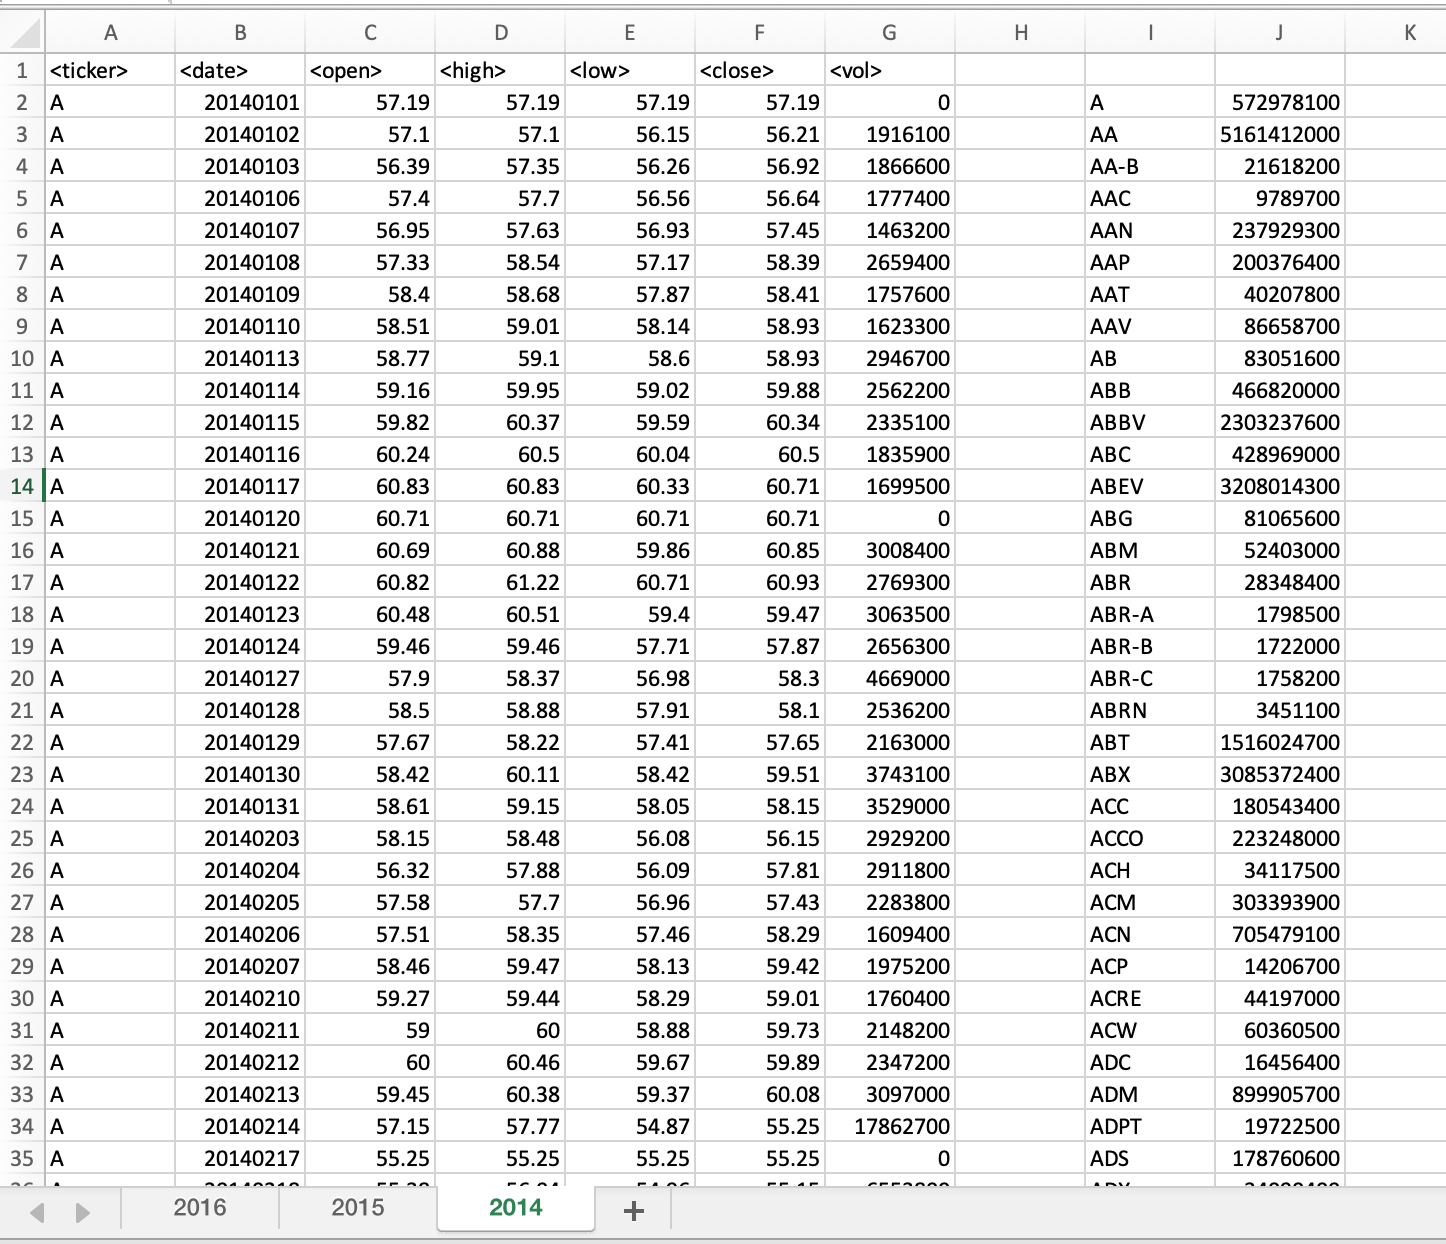 A B C D E F G H I J K
1 <ticker> <date> <open> <high> <low> <close> <vol>
2 A 20140101 57.19 57.19 57.19 57.19 0 A 572978100
3 A 20140102 57.1 57.1 56.15 56.21 1916100 AA 5161412000
4 A 20140103 56.39 57.35 56.26 56.92 1866600 AA-B 21618200
5 A 20140106 57.4 57.7 56.56 56.64 1777400 AAC 9789700
6 A 20140107 56.95 57.63 56.93 57.45 1463200 AAN 237929300
7 A 20140108 57.33 58.54 57.17 58.39 2659400 AAP 200376400
8 A 20140109 58.4 58.68 57.87 58.41 1757600 AAT 40207800
9 A 20140110 58.51 59.01 58.14 58.93 1623300 AAV 86658700
10 A 20140113 58.77 59.1 58.6 58.93 2946700 AB 83051600
11 A 20140114 59.16 59.95 59.02 59.88 2562200 ABB 466820000
12 A 20140115 59.82 60.37 59.59 60.34 2335100 ABBV 2303237600
13 A 20140116 60.24 60.5 60.04 60.5 1835900 ABC 428969000
14 A 20140117 60.83 60.83 60.33 60.71 1699500 ABEV 3208014300
15 A 20140120 60.71 60.71 60.71 60.71 0 ABG 81065600
16 A 20140121 60.69 60.88 59.86 60.85 3008400 ABM 52403000
17 A 20140122 60.82 61.22 60.71 60.93 2769300 ABR 28348400
18 A 20140123 60.48 60.51 59.4 59.47 3063500 ABR-A 1798500
19 A 20140124 59.46 59.46 57.71 57.87 2656300 ABR-B 1722000
20 A 20140127 57.9 58.37 56.98 58.3 4669000 ABR-C 1758200
21 A 20140128 58.5 58.88 57.91 58.1 2536200 ABRN 3451100
22 A 20140129 57.67 58.22 57.41 57.65 2163000 ABT 1516024700
23 A 20140130 58.42 60.11 58.42 59.51 3743100 ABX 3085372400
24 A 20140131 58.61 59.15 58.05 58.15 3529000 ACC 180543400
25 A 20140203 58.15 58.48 56.08 56.15 2929200 ACCO 223248000
26 A 20140204 56.32 57.88 56.09 57.81 2911800 ACH 34117500
27 A 20140205 57.58 57.7 56.96 57.43 2283800 ACM 303393900
28 A 20140206 57.51 58.35 57.46 58.29 1609400 ACN 705479100
29 A 20140207 58.46 59.47 58.13 59.42 1975200 ACP 14206700
30 A 20140210 59.27 59.44 58.29 59.01 1760400 ACRE 44197000
31 A 20140211 59 60 58.88 59.73 2148200 ACW 60360500
32 A 20140212 60 60.46 59.67 59.89 2347200 ADC 16456400
33 A 20140213 59.45 60.38 59.37 60.08 3097000 ADM 899905700
34 A 20140214 57.15 57.77 54.87 55.25 17862700 ADPT 19722500
35 A 20140217 55.25 55.25 55.25 55.25 0 ADS 178760600
2016 2015 2014 +